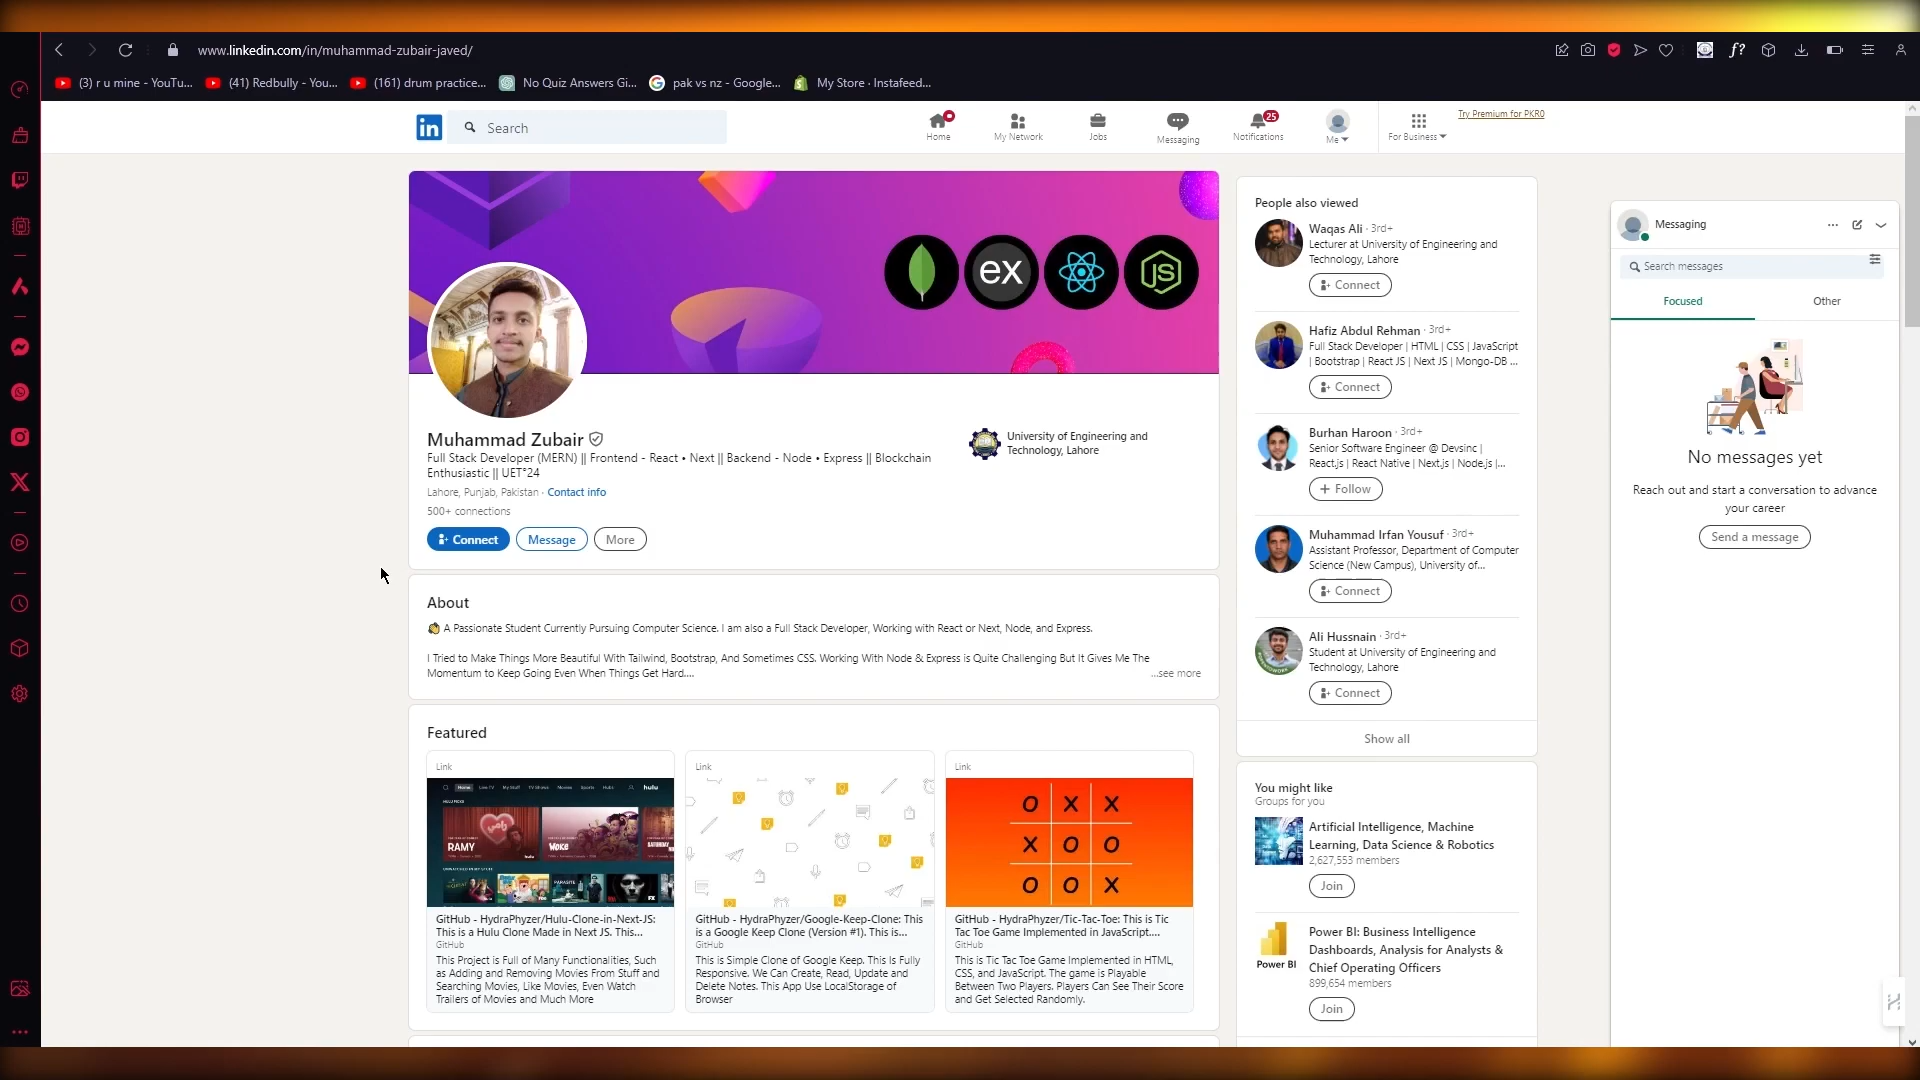 www.linkedin.com/in/muhammad-zubair-javed/
(3) r u mine - YouTu...
(41) Redbully - You...
(161) drum practice...
No Quiz Answers Gi...
pak vs nz - Google...
My Store · Instafeed...
in
Search
Home
My Network
Jobs
Messaging
25
Notifications
Me
For Business
Try Premium for PKR0
ex
JS
Muhammad Zubair
Full Stack Developer (MERN) || Frontend - React • Next || Backend - Node • Express || Blockchain
Enthusiastic || UET'24
Lahore, Punjab, Pakistan · Contact info
500+ connections
Connect
Message
More
University of Engineering and
Technology, Lahore
About
A Passionate Student Currently Pursuing Computer Science. I am also a Full Stack Developer, Working with React or Next, Node, and Express.
I Tried to Make Things More Beautiful With Tailwind, Bootstrap, And Sometimes CSS. Working With Node & Express is Quite Challenging But It Gives Me The
Momentum to Keep Going Even When Things Get Hard....
...see more
Featured
Link
Home
Live TV
My Stuff
TV Shows
Movies
Sports
Hubs
hulu
RAMY
WOKE
PARASITE
GitHub - HydraPhyzer/Hulu-Clone-in-Next-JS:
This is a Hulu Clone Made in Next JS. This...
GitHub
This Project is Full of Many Functionalities, Such
as Adding and Removing Movies From Stuff and
Searching Movies, Like Movies, Even Watch
Trailers of Movies and Much More
Link
GitHub - HydraPhyzer/Google-Keep-Clone: This
is a Google Keep Clone (Version #1). This is...
GitHub
This is Simple Clone of Google Keep. This Is Fully
Responsive. We Can Create, Read, Update and
Delete Notes. This App Use LocalStorage of
Browser
Link
O X X
X O O
O O X
GitHub - HydraPhyzer/Tic-Tac-Toe: This is Tic
Tac Toe Game Implemented in JavaScript....
GitHub
This is Tic Tac Toe Game Implemented in HTML,
CSS, and JavaScript. The game is Playable
Between Two Players. Players Can See Their Score
and Get Selected Randomly.
People also viewed
Waqas Ali · 3rd+
Lecturer at University of Engineering and
Technology, Lahore
Connect
Hafiz Abdul Rehman · 3rd+
Full Stack Developer | HTML | CSS | JavaScript
| Bootstrap | React JS | Next JS | Mongo-DB ...
Connect
Burhan Haroon · 3rd+
Senior Software Engineer @ Devsinc |
React.js | React Native | Next.js | Node.js |...
Follow
Muhammad Irfan Yousuf · 3rd+
Assistant Professor, Department of Computer
Science (New Campus), University of...
Connect
Ali Hussnain · 3rd+
Student at University of Engineering and
Technology, Lahore
Connect
Show all
You might like
Groups for you
Artificial Intelligence, Machine
Learning, Data Science & Robotics
2,627,553 members
Join
Power BI
Power BI: Business Intelligence
Dashboards, Analysis for Analysts &
Chief Operating Officers
899,654 members
Join
Messaging
Search messages
Focused
Other
No messages yet
Reach out and start a conversation to advance
your career
Send a message